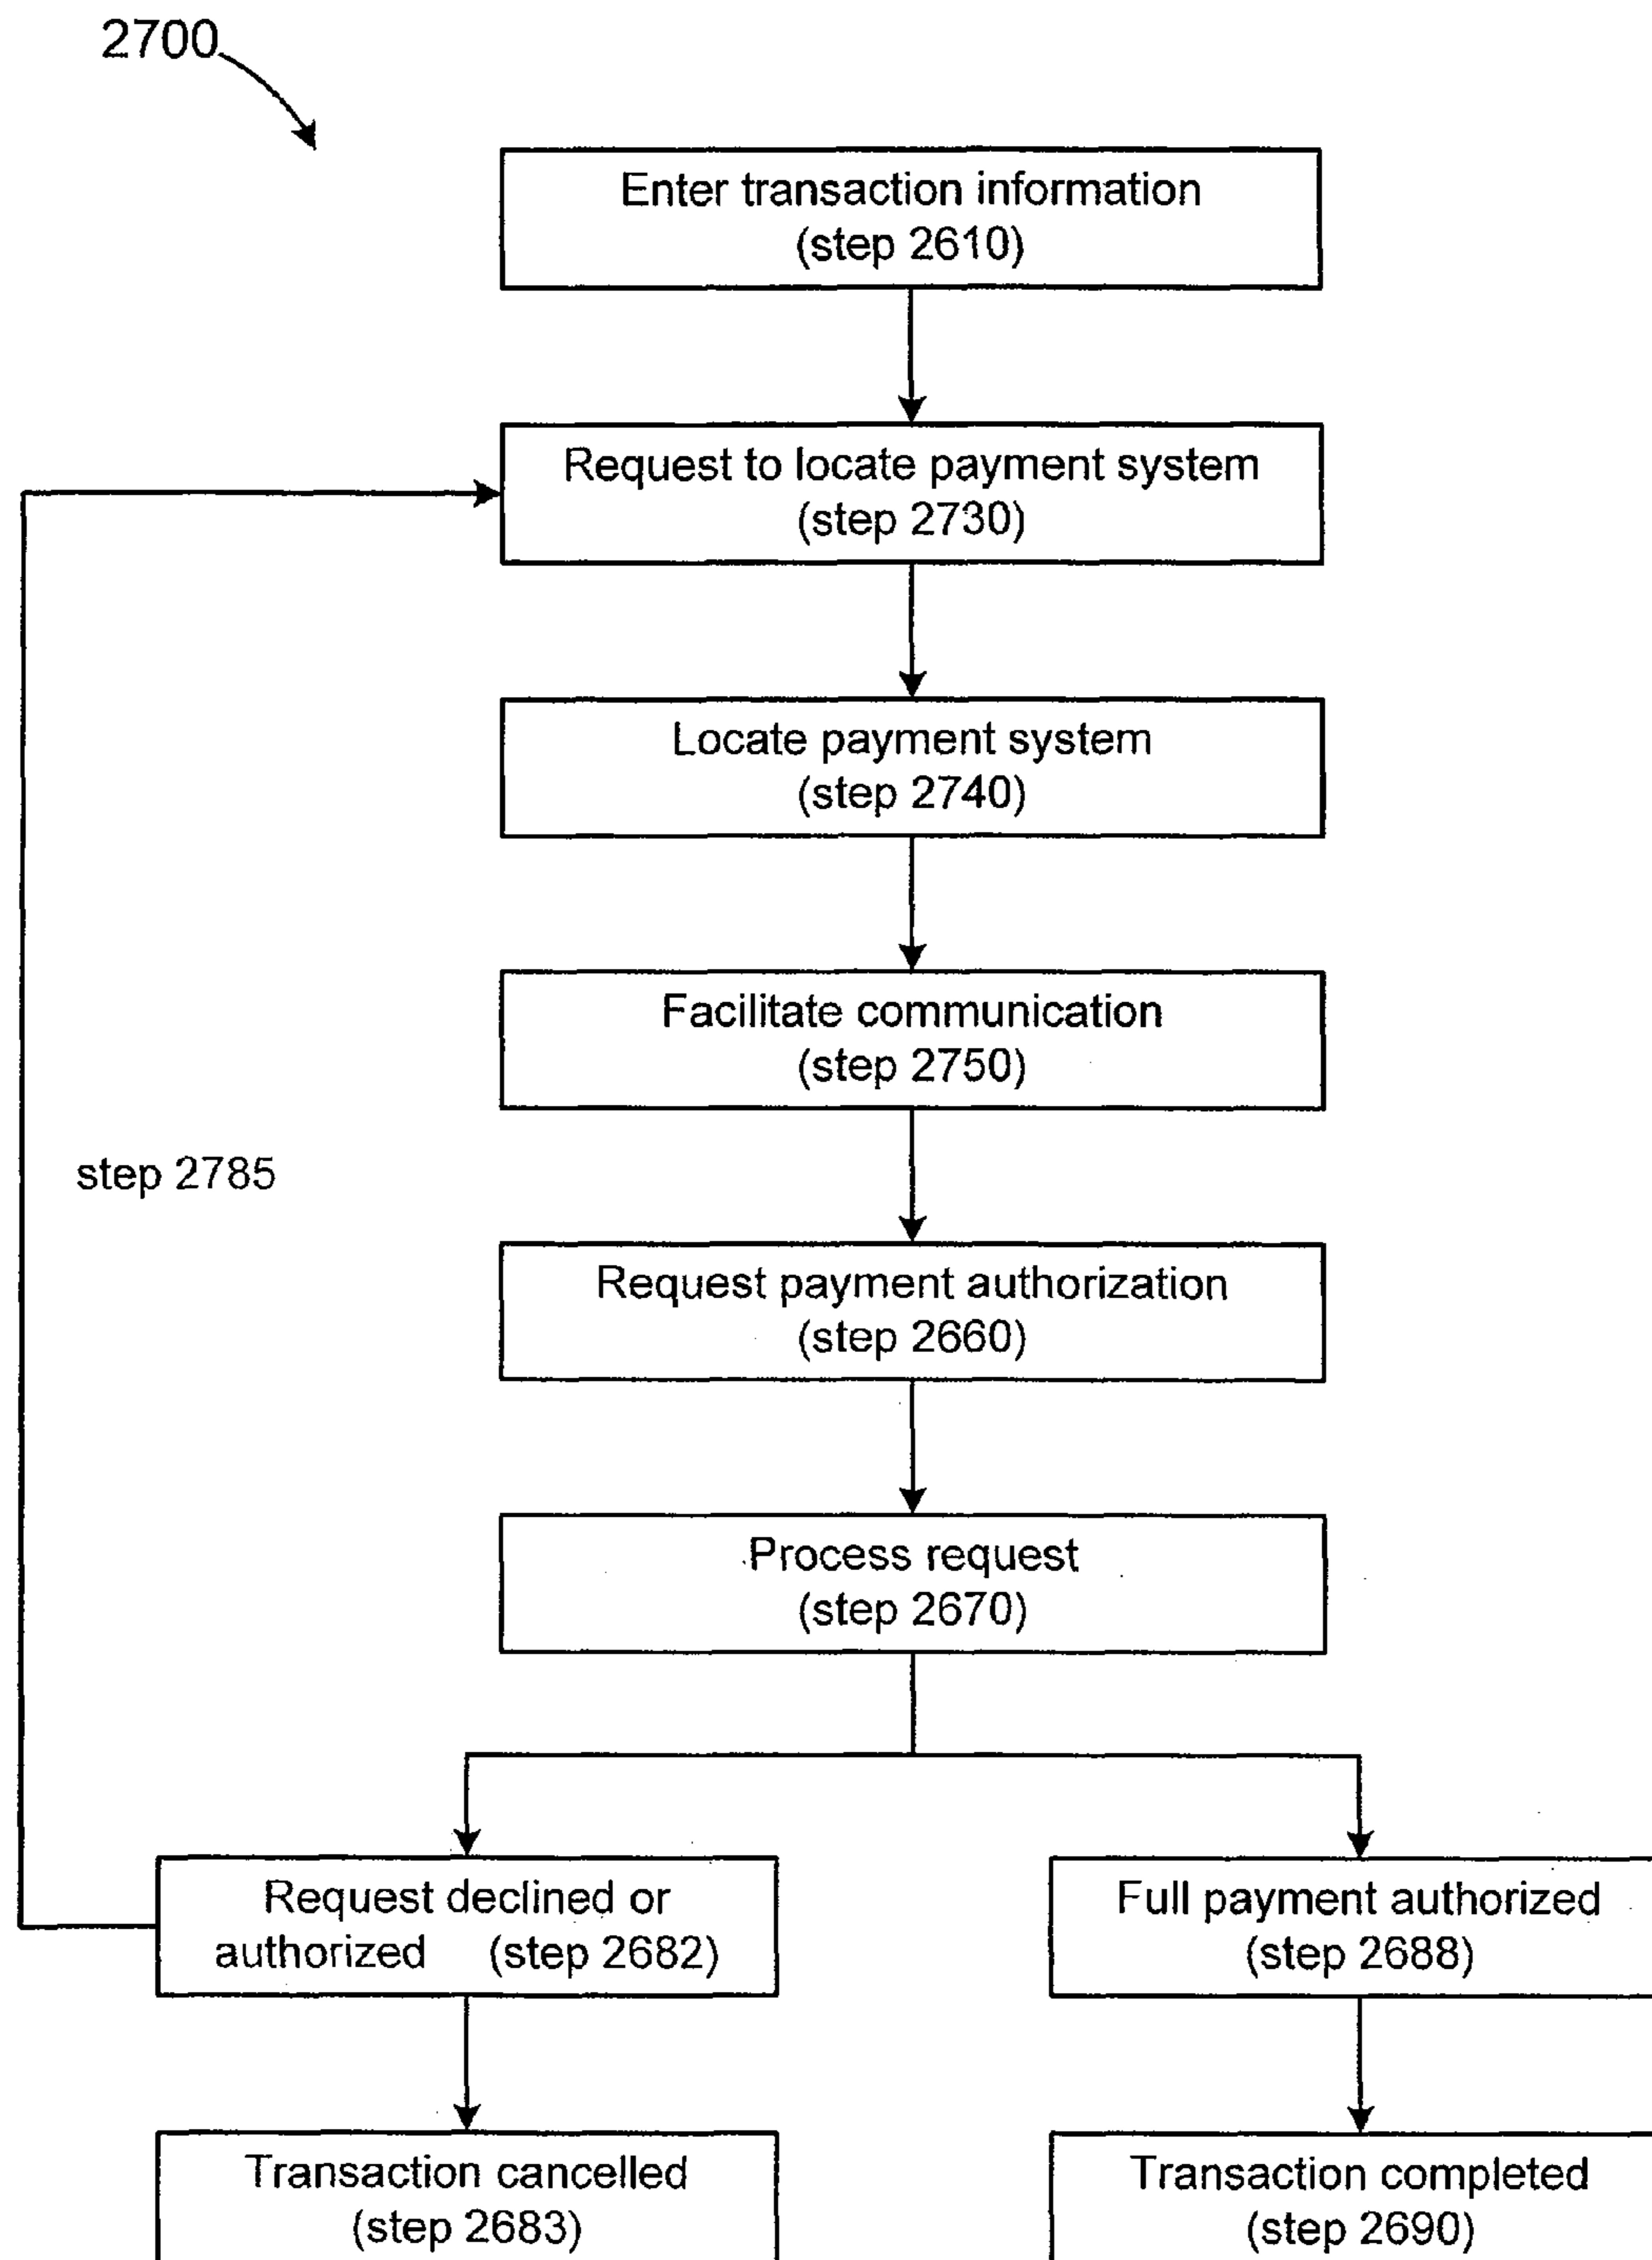 2700
Enter transaction information
(step 2610)
Request to locate payment system
(step 2730)
Locate payment system
(step 2740)
Facilitate communication
(step 2750)
step 2785
Request payment authorization
(step 2660)
Process request
(step 2670)
Request declined or
authorized (step 2682)
Full payment authorized
(step 2688)
Transaction cancelled
(step 2683)
Transaction completed
(step 2690)